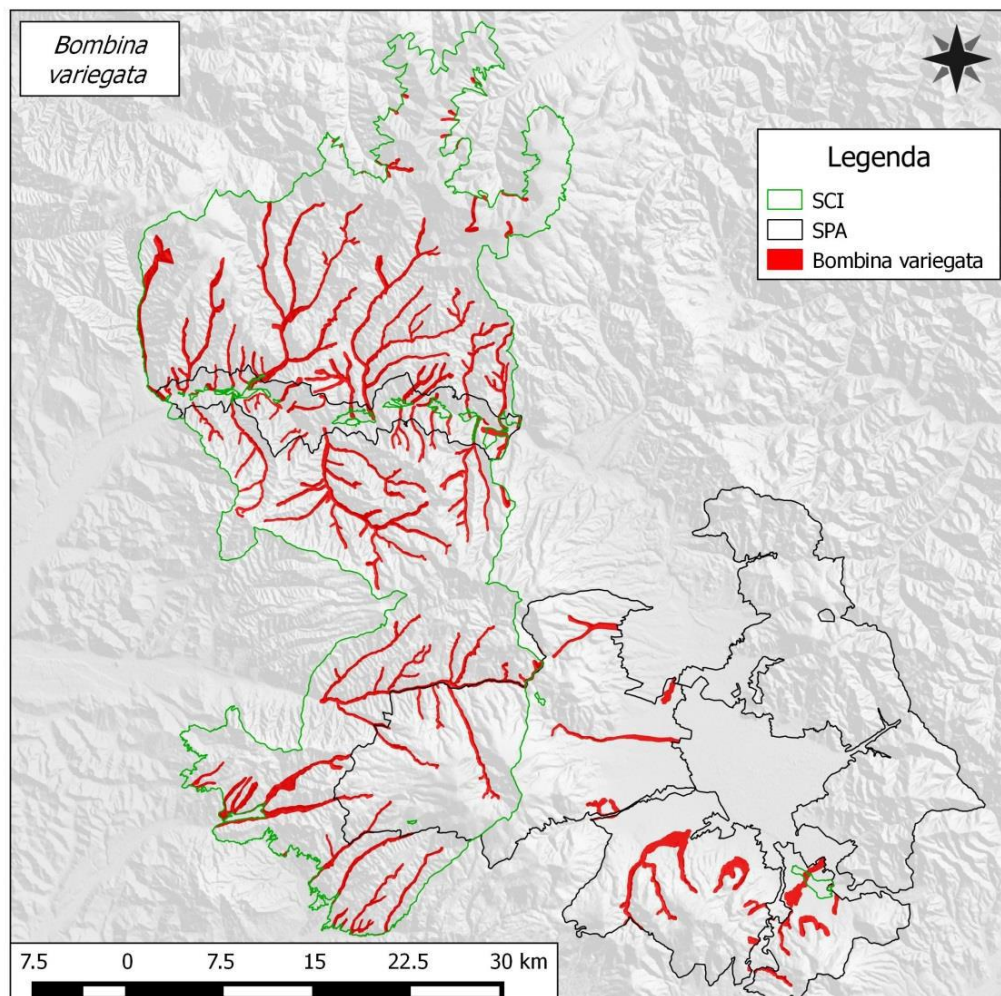 Bombina
variegata
Legenda
SCI
SPA
Bombina variegata
7.5 0 7.5 15 22.5 30 km